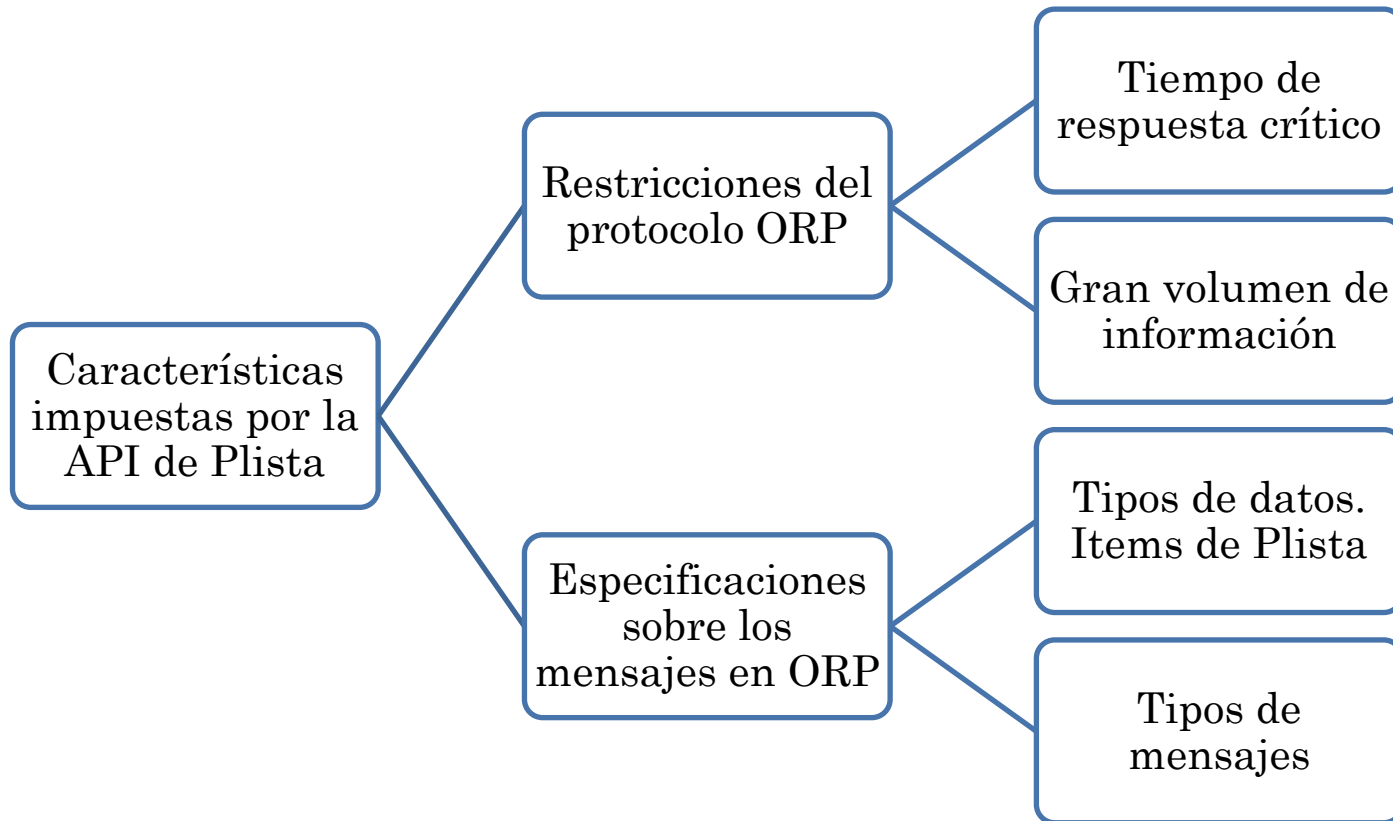 Características
impuestas por la
API de Plista
Restricciones del
protocolo ORP
Tiempo de
respuesta crítico
Gran volumen de
información
Especificaciones
sobre los
mensajes en ORP
Tipos de datos.
Items de Plista
Tipos de
mensajes